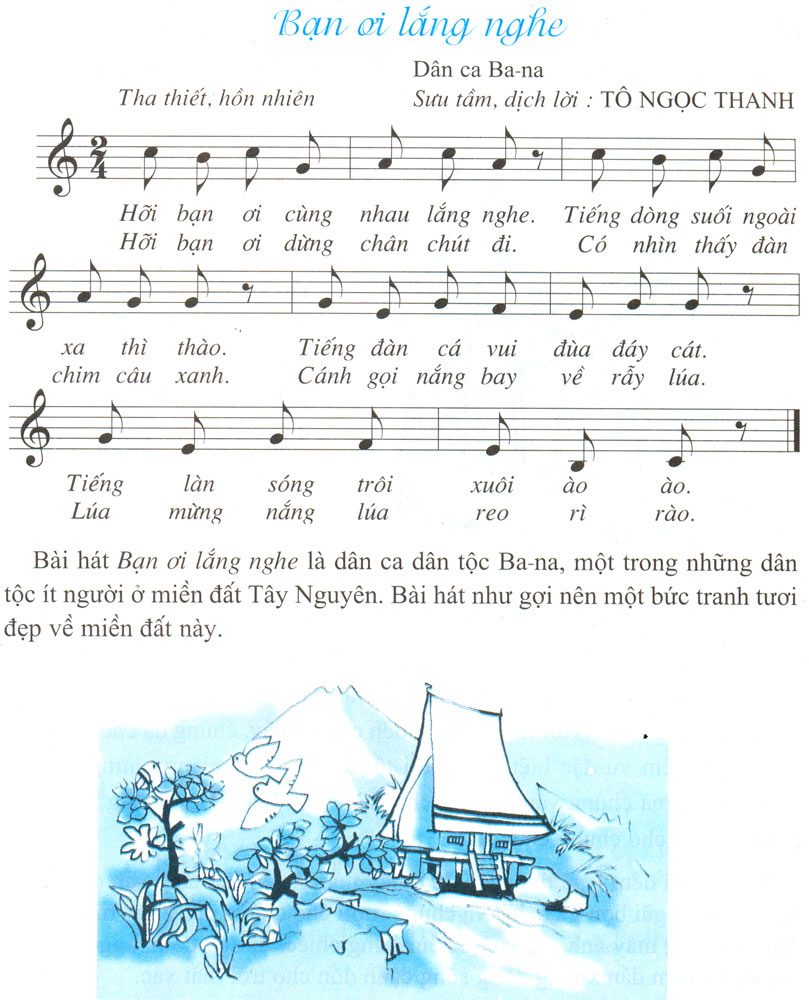 Bạn ơi lắng nghe
Dân ca Ba-na
Tha thiết, hồn nhiên Sưu tầm, dịch lời : TÔ NGỌC THANH
2
4
Hỡi bạn ơi cùng nhau lắng nghe. Tiếng dòng suối ngoài
Hỡi bạn ơi dừng chân chút đi. Có nhìn thấy đàn
xa thì thào. Tiếng đàn cá vui đùa đáy cát.
chim câu xanh. Cánh gọi nắng bay về rẫy lúa.
Tiếng làn sóng trôi xuôi ào ào.
Lúa mừng nắng lúa reo rì rào.
Bài hát Bạn ơi lắng nghe là dân ca dân tộc Ba-na, một trong những dân
tộc ít người ở miền đất Tây Nguyên. Bài hát như gợi nên một bức tranh tươi
đẹp về miền đất này.